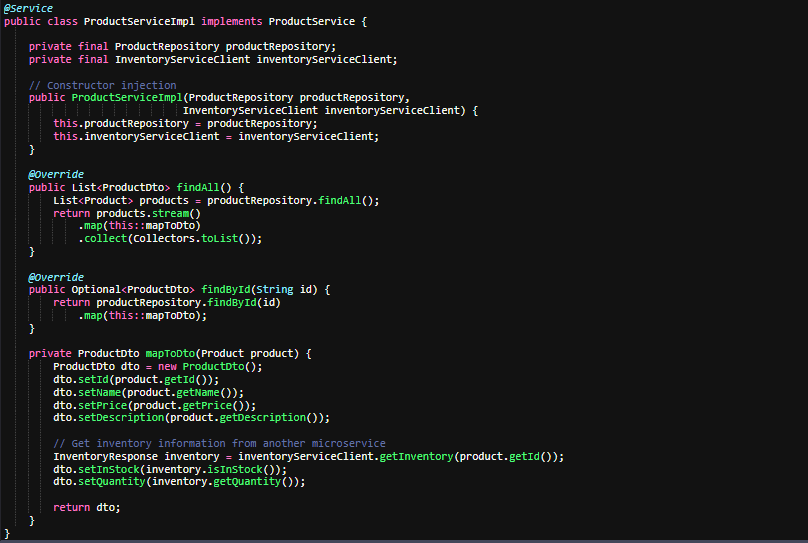 @Service
public class ProductServiceImpl implements ProductService {
private final ProductRepository productRepository;
private final InventoryServiceClient inventoryServiceClient;
// Constructor injection
public ProductServiceImpl(ProductRepository productRepository,
InventoryServiceClient inventoryServiceClient) {
this.productRepository = productRepository;
this.inventoryServiceClient = inventoryServiceClient;
}
@Override
public List<ProductDto> findAll() {
List<Product> products = productRepository.findAll();
return products.stream()
.map(this::mapToDto)
.collect(Collectors.toList());
}
@Override
public Optional<ProductDto> findById(String id) {
return productRepository.findById(id)
.map(this::mapToDto);
}
private ProductDto mapToDto(Product product) {
ProductDto dto = new ProductDto();
dto.setId(product.getId());
dto.setName(product.getName());
dto.setPrice(product.getPrice());
dto.setDescription(product.getDescription());
// Get inventory information from another microservice
InventoryResponse inventory = inventoryServiceClient.getInventory(product.getId());
dto.setInStock(inventory.isInStock());
dto.setQuantity(inventory.getQuantity());
return dto;
}
}